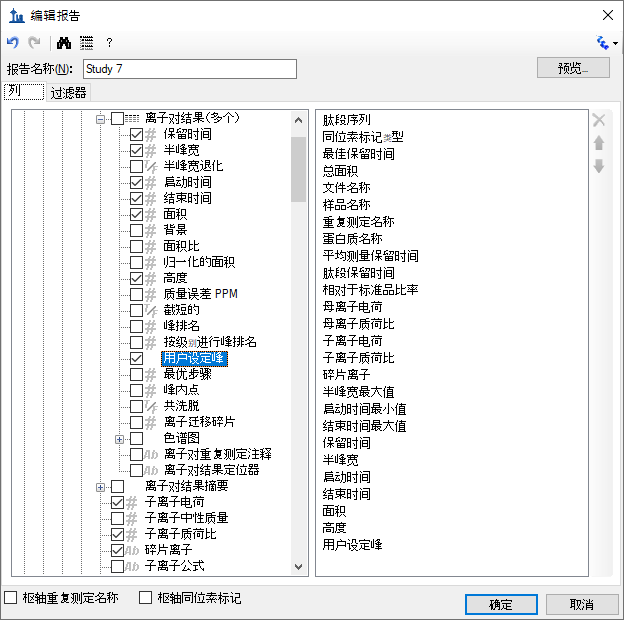 编辑报告
?
报告名称(N): Study 7
预览...
列 过滤器
离子对结果(多个)
# 保留时间
# 半峰宽
T/F 半峰宽退化
# 启动时间
# 结束时间
# 面积
# 背景
# 面积比
# 归一化的面积
# 高度
# 质量误差 PPM
T/F 截短的
# 峰排名
# 按级别进行峰排名
用户设定峰
# 最优步骤
# 峰内点
T/F 共洗脱
# 离子迁移碎片
色谱图
Ab 离子对重复测定注释
Ab 离子对结果定位器
离子对结果摘要
# 子离子电荷
# 子离子中性质量
# 子离子质荷比
Ab 碎片离子
Ab 子离子公式
肽段序列
同位素标记类型
最佳保留时间
总面积
文件名称
样品名称
重复测定名称
蛋白质名称
平均测量保留时间
肽段保留时间
相对于标准品比率
母离子电荷
母离子质荷比
子离子电荷
子离子质荷比
碎片离子
半峰宽最大值
启动时间最小值
结束时间最大值
保留时间
半峰宽
启动时间
结束时间
面积
高度
用户设定峰
枢轴重复测定名称 枢轴同位素标记
确定 取消